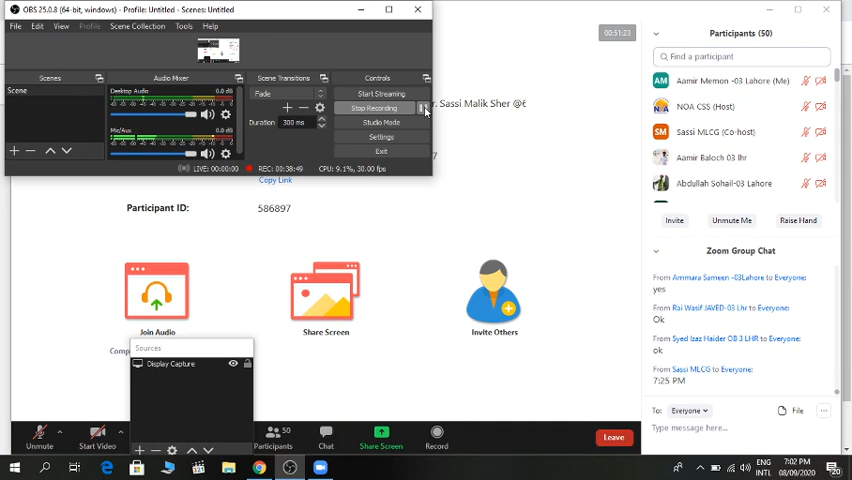 OBS 25.0.8 (64-bit, windows) - Profile: Untitled - Scenes: Untitled
File Edit View Profile Scene Collection Tools Help
Scenes Audio Mixer Scene Transitions Controls
Scene
Desktop Audio 0.0 dB
Mic/Aux 0.0 dB
Fade
Duration 300 ms
Start Streaming
Stop Recording
Studio Mode
Settings
Exit
LIVE: 00:00:00 REC: 00:38:49 CPU: 9.1%, 30.00 fps
00:51:23
r. Sassi Malik Sher @6
7
Copy Link
Participant ID: 586897
Join Audio
Share Screen
Invite Others
Comp
Sources
Display Capture
Unmute
Start Video
50
Participants
Chat
Share Screen
Record
Leave
Participants (50)
Find a participant
AM Aamir Memon -03 Lahore (Me)
NOA CSS (Host)
SM Sassi MLCG (Co-host)
Aamir Baloch 03 lhr
Abdullah Sohail-03 Lahore
Invite Unmute Me Raise Hand
Zoom Group Chat
From Ammara Sameen -03Lahore to Everyone:
yes
From Rai Wasif JAVED-03 Lhr to Everyone:
Ok
From Syed Izaz Haider OB 3 LHR to Everyone:
ok
From Sassi MLCG to Everyone:
7:25 PM
To: Everyone File
Type message here...
ENG
INTL
7:02 PM
08/09/2020
20